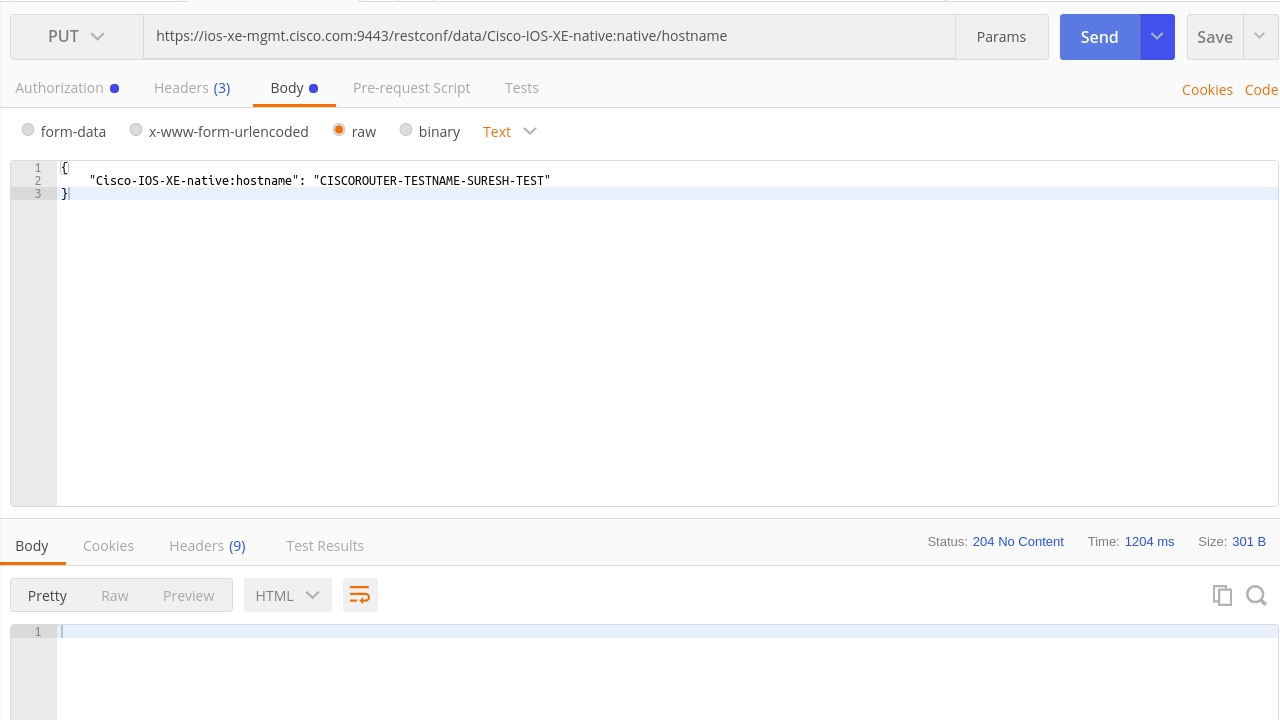 PUT https://ios-xe-mgmt.cisco.com:9443/restconf/data/Cisco-IOS-XE-native:native/hostname Params Send Save
Authorization Headers (3) Body Pre-request Script Tests Cookies Code
form-data x-www-form-urlencoded raw binary Text
1 {
2 "Cisco-IOS-XE-native:hostname": "CISCOROUTER-TESTNAME-SURESH-TEST"
3 }
Body Cookies Headers (9) Test Results Status: 204 No Content Time: 1204 ms Size: 301 B
Pretty Raw Preview HTML
1